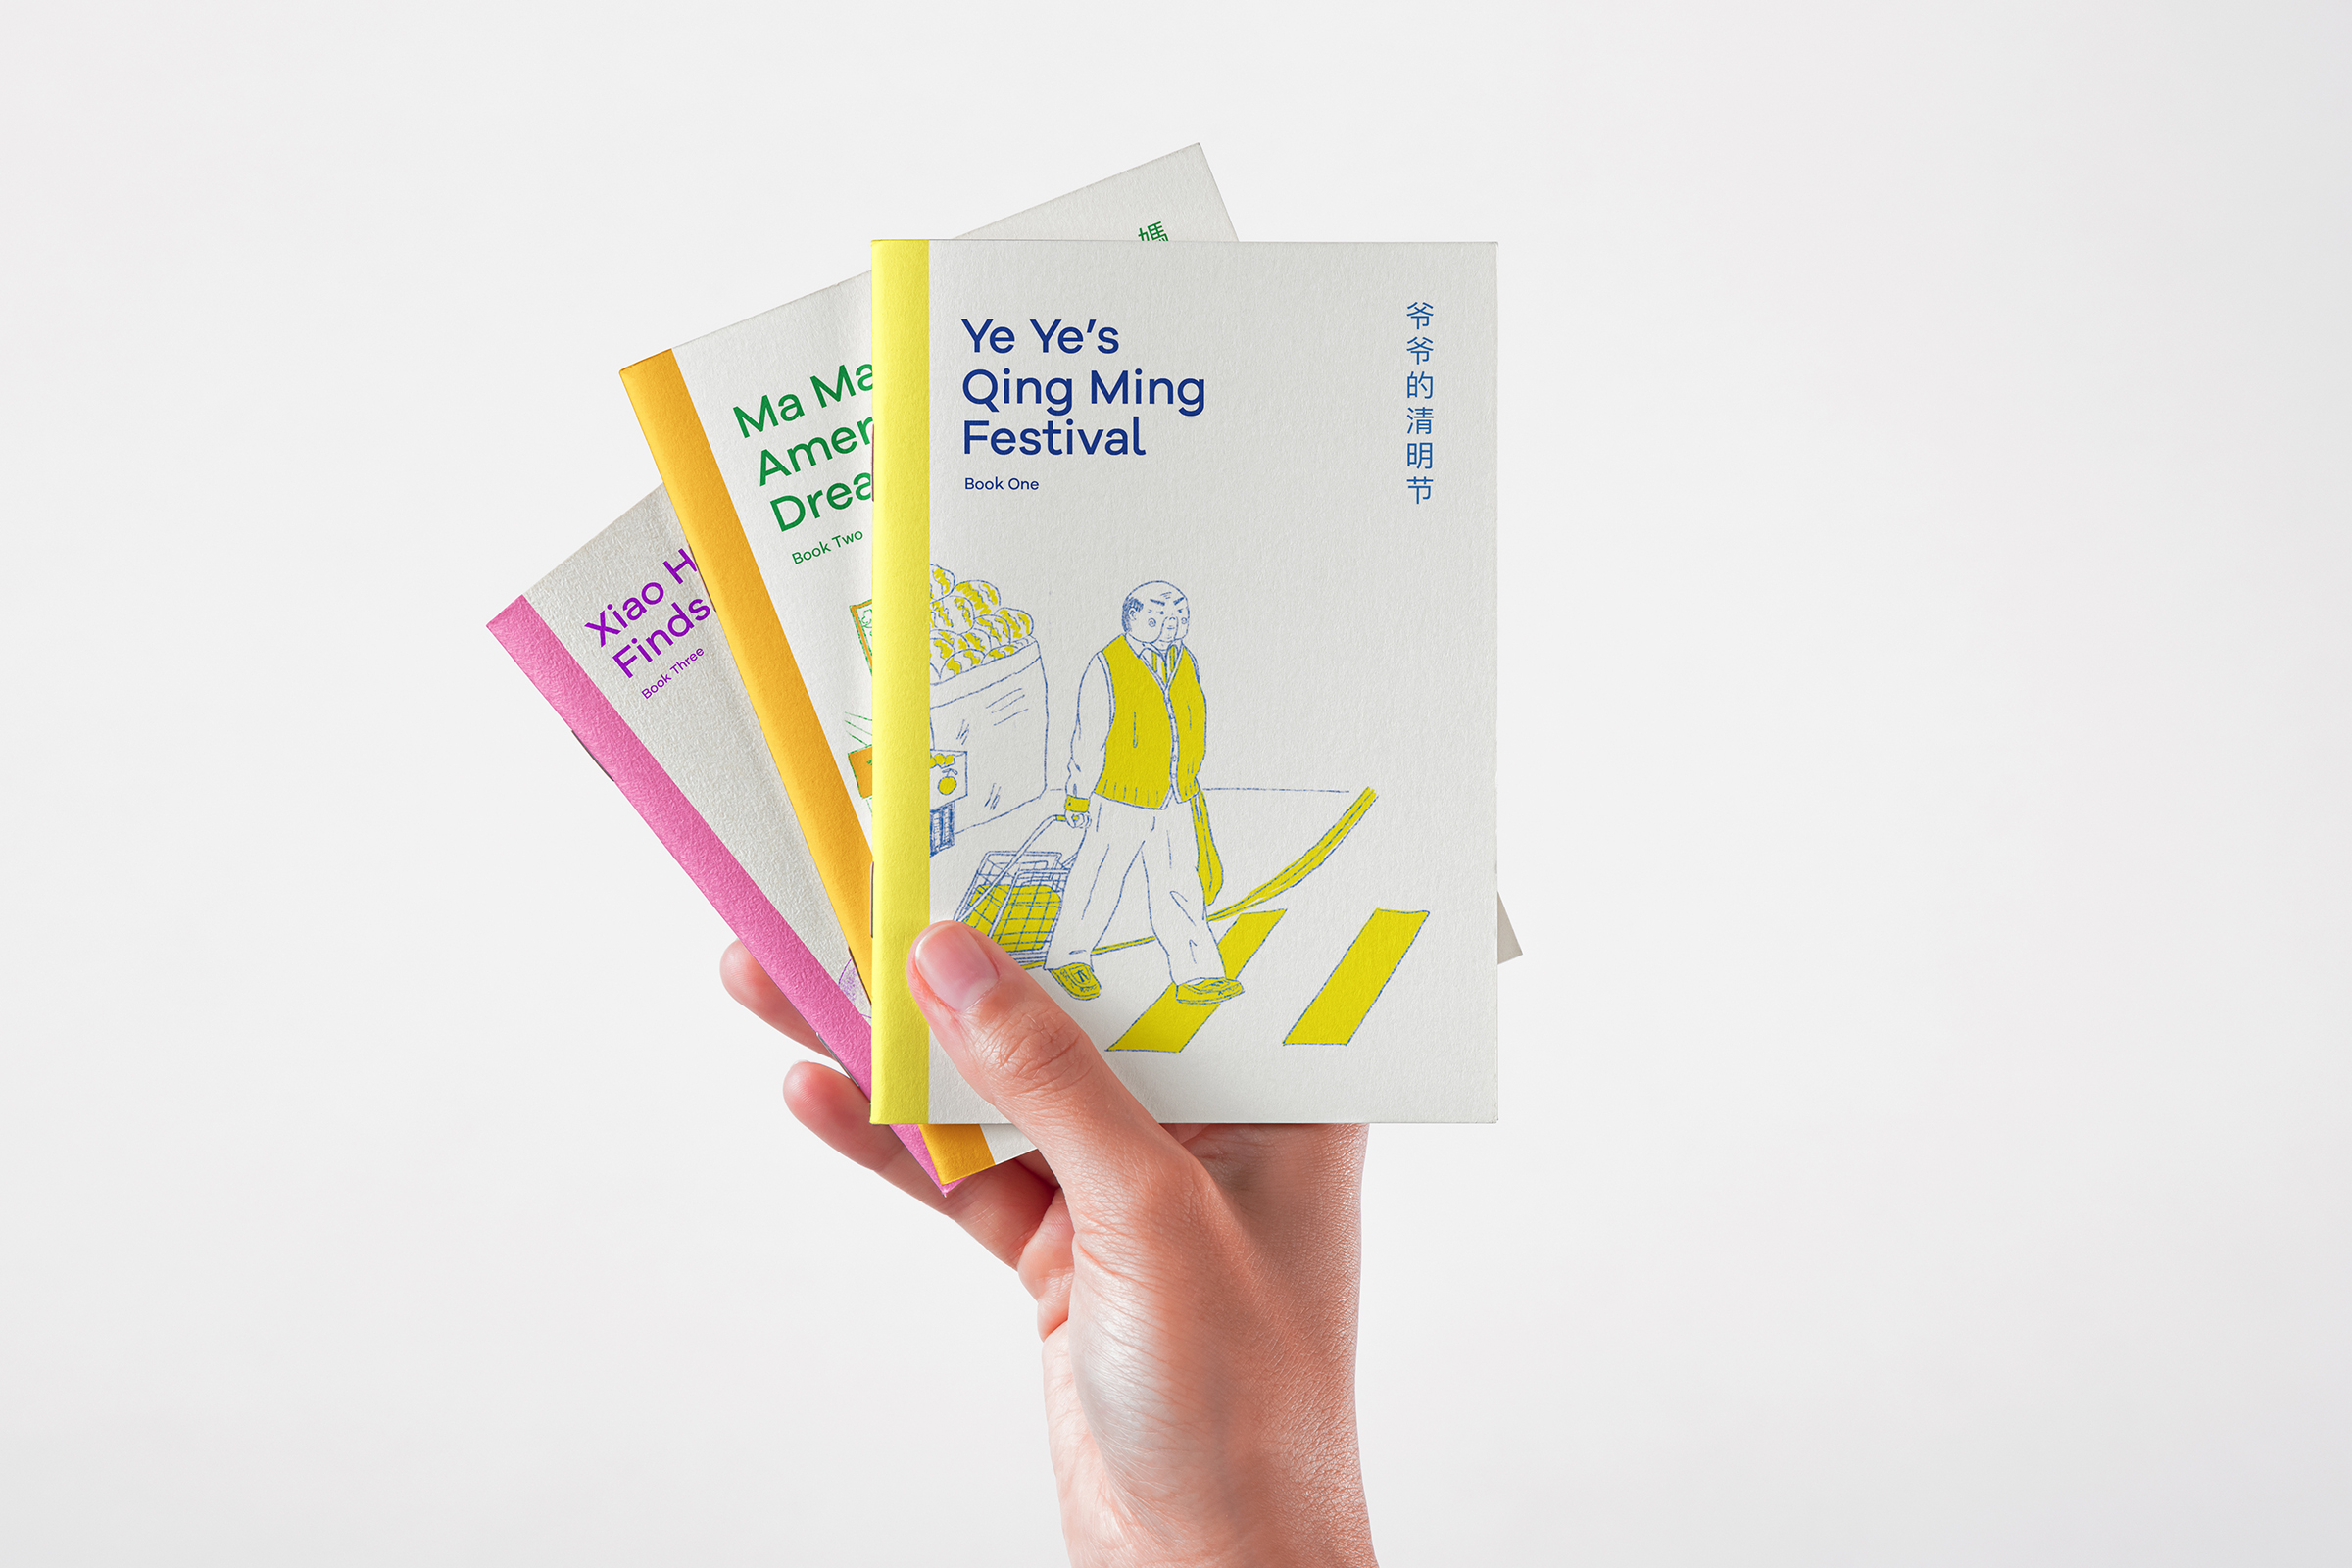 Ye Ye's
Qing Ming
Festival
Book One
爷爷的清明节
媽
Ma Ma
Amer
Drea
Book Two
Xiao H
Finds
Book Three